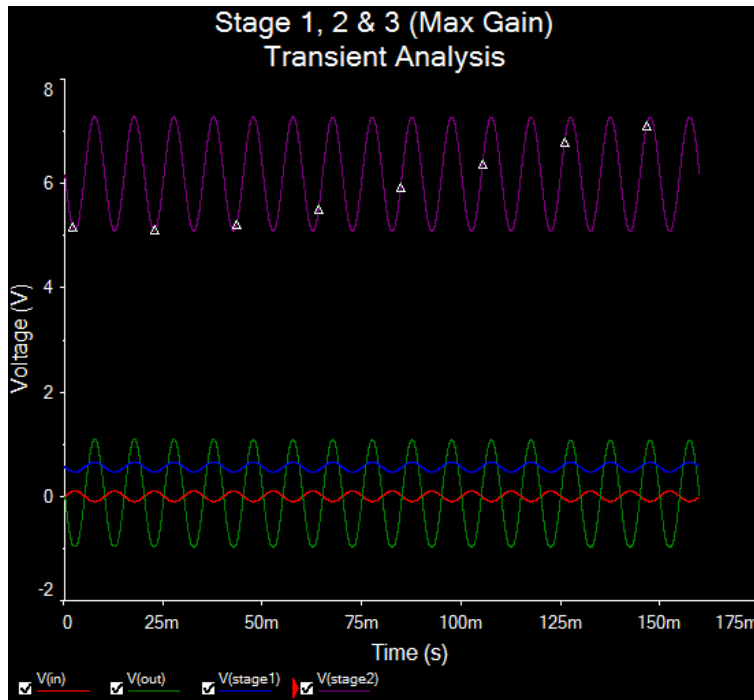 Stage 1, 2 & 3 (Max Gain)
Transient Analysis
8
6
4
2
0
-2
Voltage (V)
0 25m 50m 75m 100m 125m 150m 175m
Time (s)
V(in) V(out) V(stage1) V(stage2)